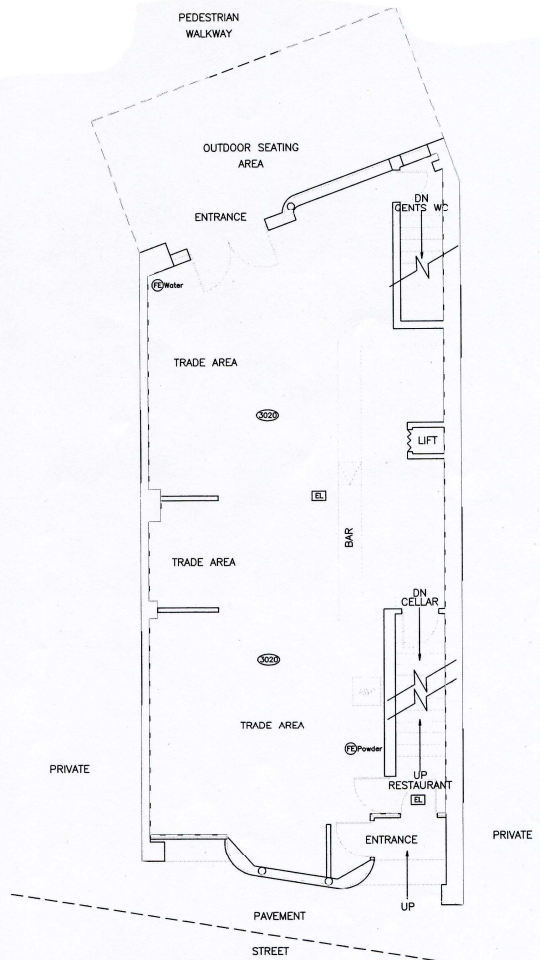 PEDESTRIAN
WALKWAY
OUTDOOR SEATING
AREA
ENTRANCE
DN
GENTS WC
FE Water
TRADE AREA
3020
LIFT
EL
BAR
TRADE AREA
DN
CELLAR
3020
TRADE AREA
FE Powder
PRIVATE
UP
RESTAURANT
EL
ENTRANCE
PRIVATE
UP
PAVEMENT
STREET